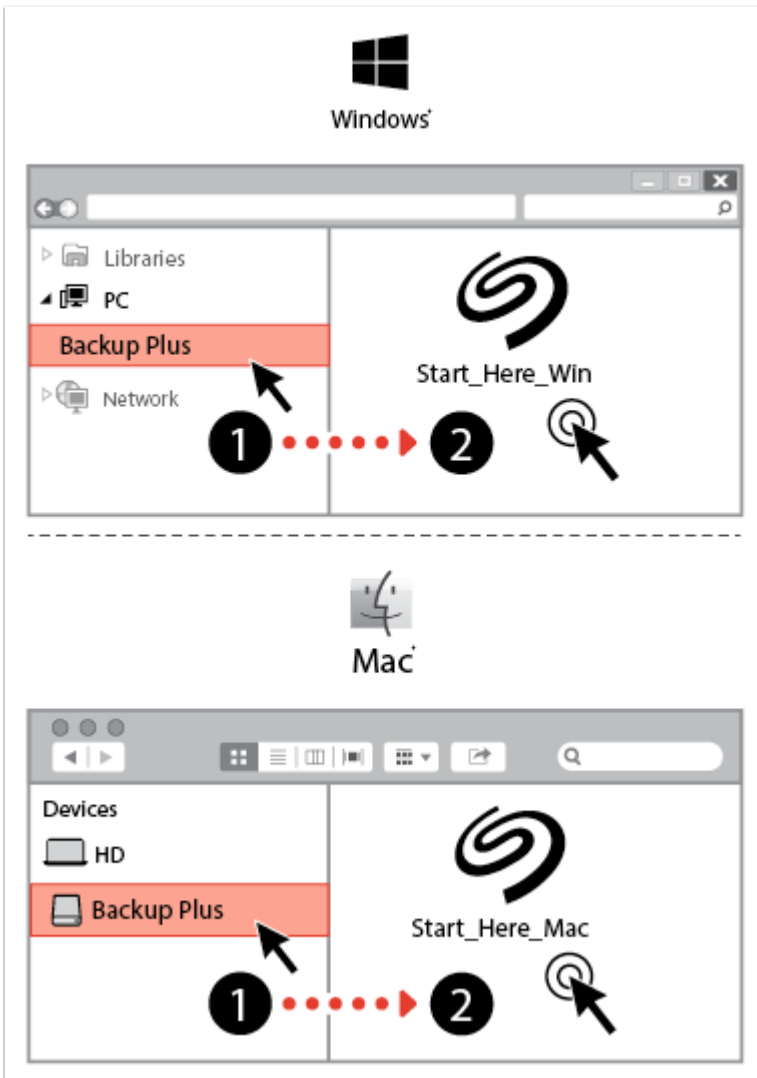 Windows+
Libraries
PC
Backup Plus
Network
Start_Here_Win
1
2
Mac+
Devices
HD
Backup Plus
Start_Here_Mac
1
2